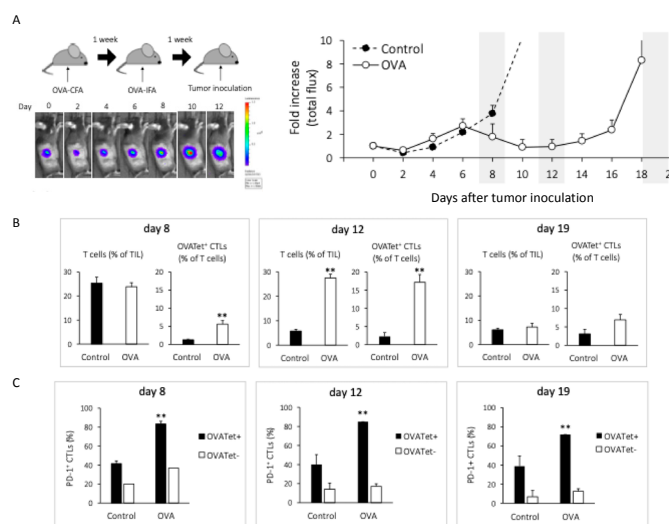 A
1 week
1 week
OVA-CFA
OVA-IFA
Tumor inoculation
Day
0
2
4
6
8
10
12
Fold increase
(total flux)
10
8
6
4
2
0
Control
OVA
0 2 4 6 8 10 12 14 16 18 2
Days after tumor inoculation
B
day 8
T cells (% of TIL)
OVATet⁺ CTLs
(% of T cells)
30
20
10
0
Control OVA
20
15
10
5
0
**
Control OVA
day 12
T cells (% of TIL)
OVATet⁺ CTLs
(% of T cells)
30
20
10
0
**
Control OVA
20
15
10
5
0
**
Control OVA
day 19
T cells (% of TIL)
OVATet⁺ CTLs
(% of T cells)
30
20
10
0
Control OVA
20
15
10
5
0
Control OVA
C
day 8
PD-1⁺ CTLs (%)
100
80
60
40
20
0
**
OVATet+
OVATet-
Control OVA
day 12
PD-1⁺ CTLs (%)
100
80
60
40
20
0
**
OVATet+
OVATet-
Control OVA
day 19
PD-1+ CTLs (%)
100
80
60
40
20
0
**
OVATet+
OVATet-
Control OVA